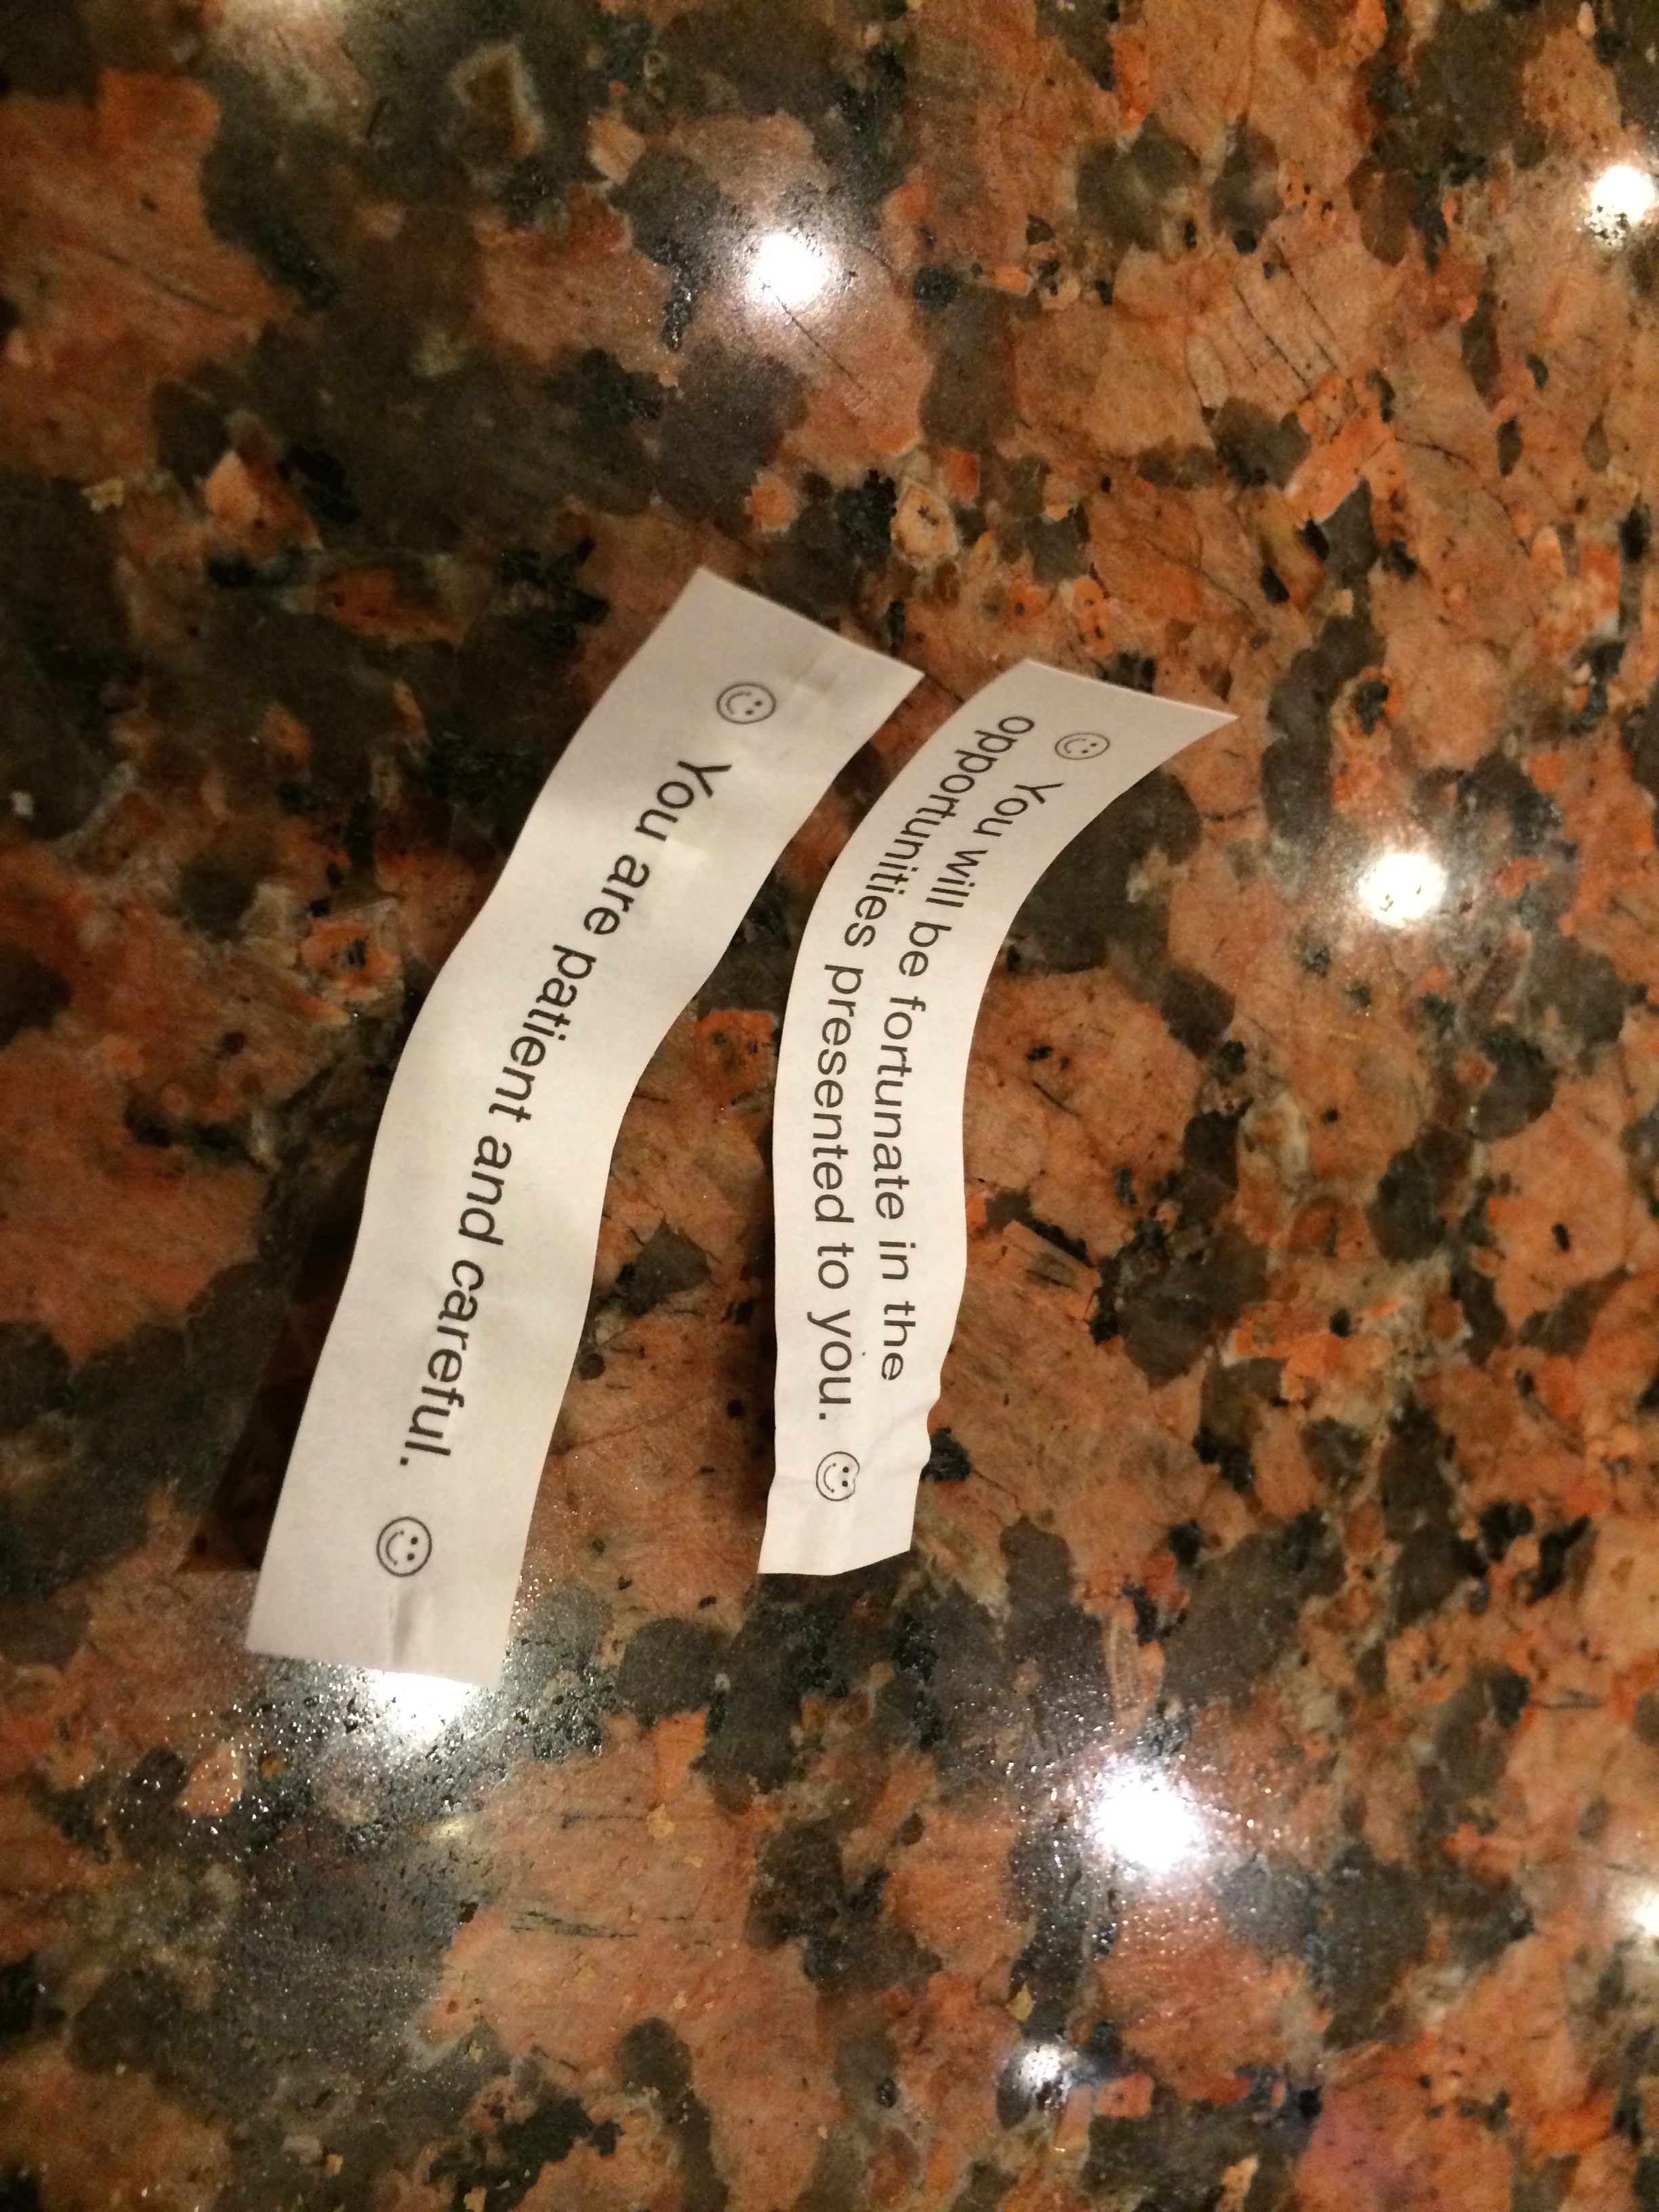 ☺ You are patient and careful. ☺
☺ You will be fortunate in the
opportunities presented to you. ☺